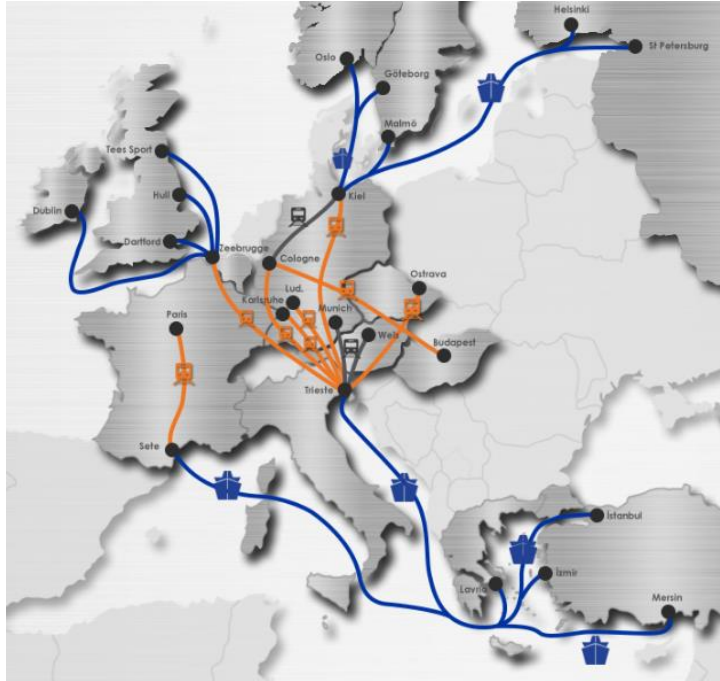 Helsinki
St Petersburg
Oslo
Göteborg
Malmö
Tees Sport
Hull
Dublin
Dartford
Zeebrugge
Kiel
Cologne
Ostrava
Lud.
Karlsruhe
Munich
Wels
Paris
Budapest
Trieste
Sete
İstanbul
İzmir
Lavrio
Mersin